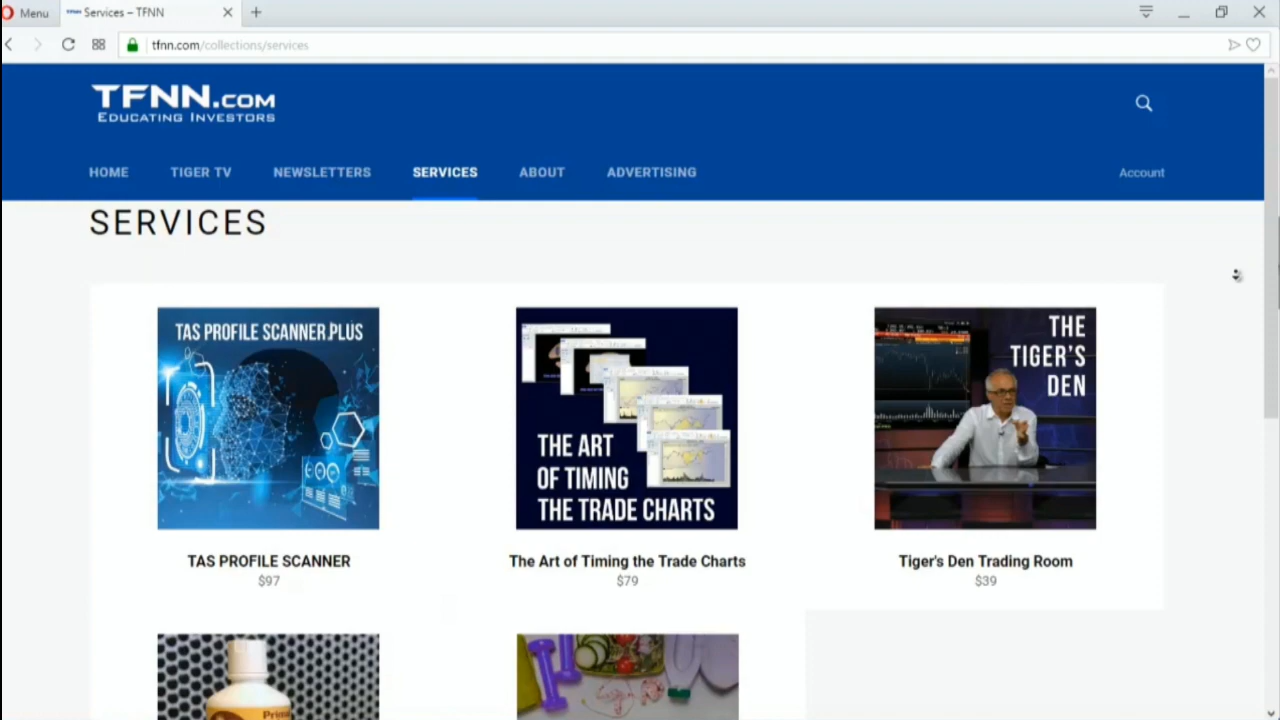 Menu
Services – TFNN
tfnn.com/collections/services
TFNN.COM
EDUCATING INVESTORS
HOME
TIGER TV
NEWSLETTERS
SERVICES
ABOUT
ADVERTISING
Account
SERVICES
TAS PROFILE SCANNER PLUS
THE ART
OF TIMING
THE TRADE CHARTS
THE
TIGER'S
DEN
TAS PROFILE SCANNER
$97
The Art of Timing the Trade Charts
$79
Tiger's Den Trading Room
$39